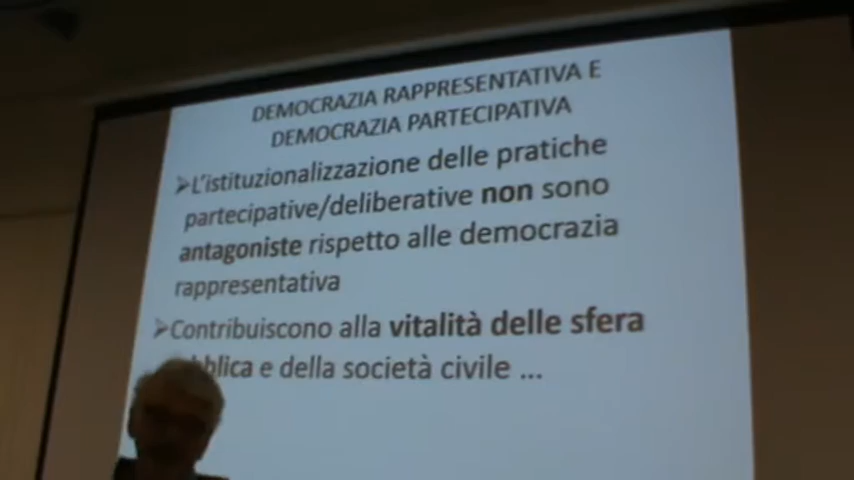 DEMOCRAZIA RAPPRESENTATIVA E
DEMOCRAZIA PARTECIPATIVA
➢L'istituzionalizzazione delle pratiche
partecipative/deliberative non sono
antagoniste rispetto alle democrazia
rappresentativa
➢Contribuiscono alla vitalità delle sfera
e della società civile ...